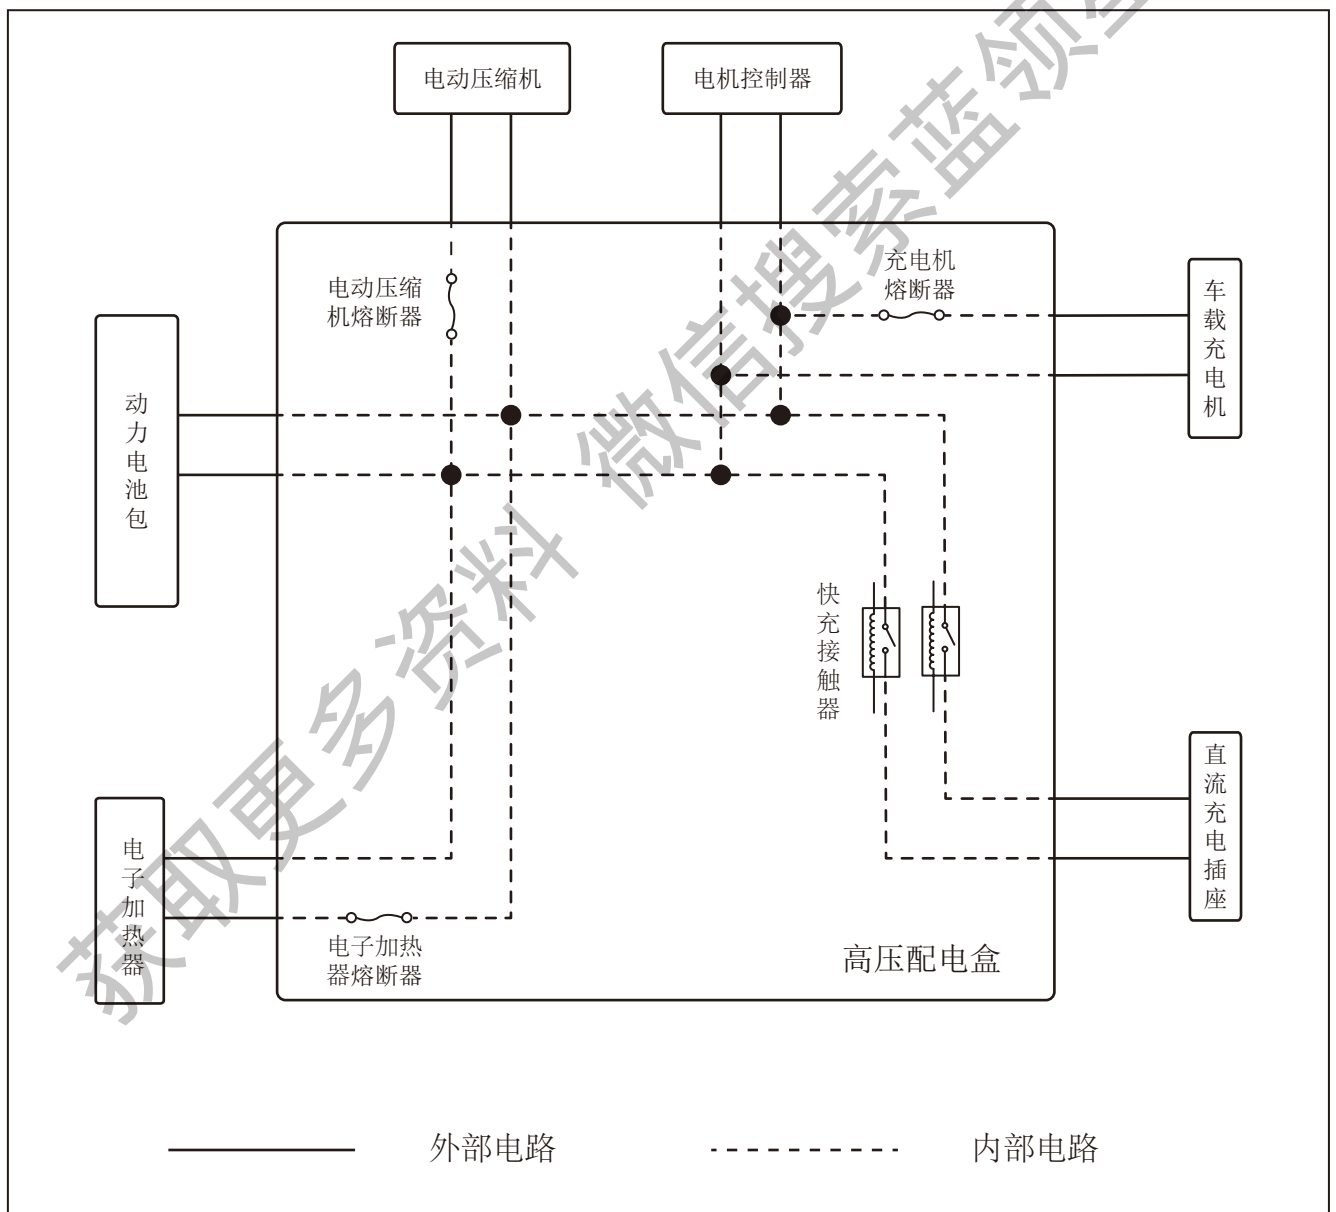 电动压缩机
电机控制器
电动压缩
机熔断器
充电机
熔断器
车载充电机
动力电池包
快充接触器
直流充电插座
电子加热器
电子加热
器熔断器
高压配电盒
外部电路
内部电路
获取更多资料 微信搜索蓝领